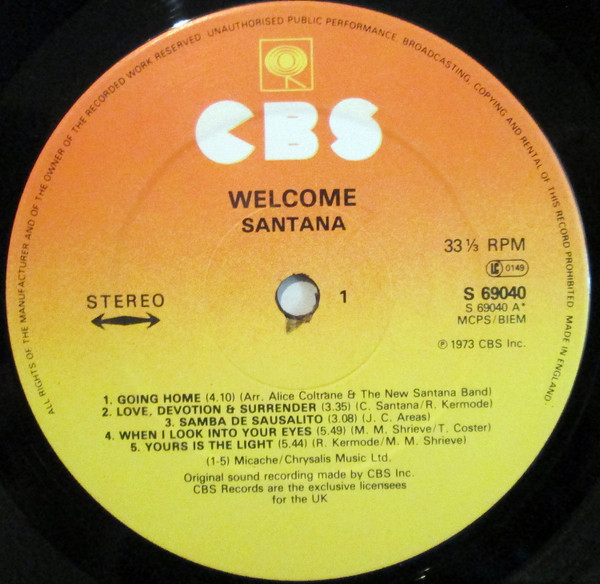 ALL RIGHTS OF THE MANUFACTURER AND OF THE OWNER OF THE RECORDED WORK RESERVED. UNAUTHORISED PUBLIC PERFORMANCE, BROADCASTING, COPYING AND RENTAL OF THIS RECORD PROHIBITED. MADE IN ENGLAND.
CBS
WELCOME
SANTANA
33⅓ RPM
LC 0149
STEREO
1
S 69040
S 69040 A*
MCPS/BIEM
℗ 1973 CBS Inc.
1. GOING HOME (4.10) (Arr. Alice Coltrane & The New Santana Band)
2. LOVE, DEVOTION & SURRENDER (3.35) (C. Santana/R. Kermode)
3. SAMBA DE SAUSALITO (3.08) (J. C. Areas)
4. WHEN I LOOK INTO YOUR EYES (5.49) (M. M. Shrieve/T. Coster)
5. YOURS IS THE LIGHT (5.44) (R. Kermode/M. M. Shrieve)
(1-5) Micache/Chrysalis Music Ltd.
Original sound recording made by CBS Inc.
CBS Records are the exclusive licensees
for the UK